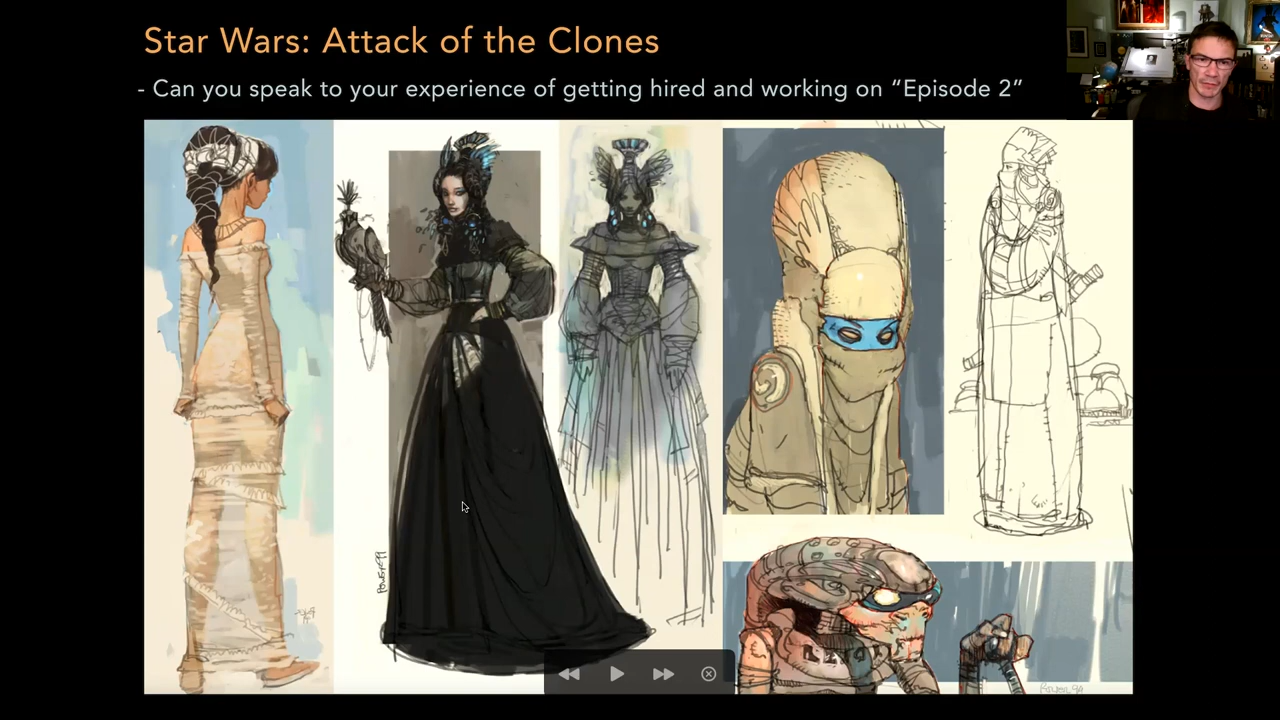 Star Wars: Attack of the Clones
- Can you speak to your experience of getting hired and working on “Episode 2”